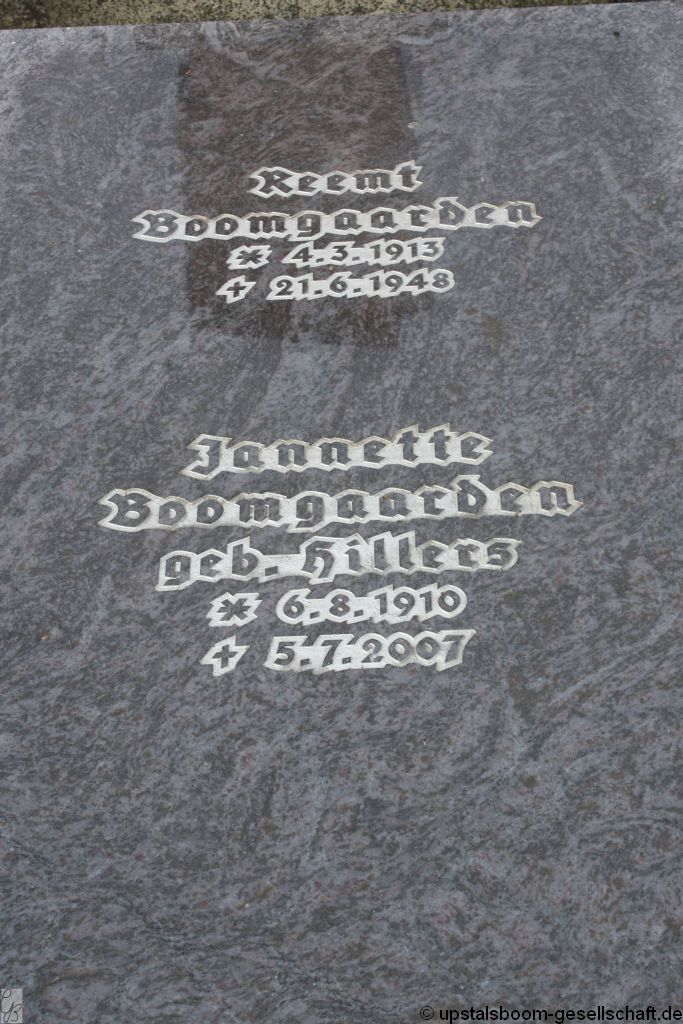 Reemt
Boomgaarden
* 4.3.1913
✝ 21.6.1948
Jannette
Boomgaarden
geb. Hillers
* 6.8.1910
✝ 5.7.2007
© upstalsboom-gesellschaft.de